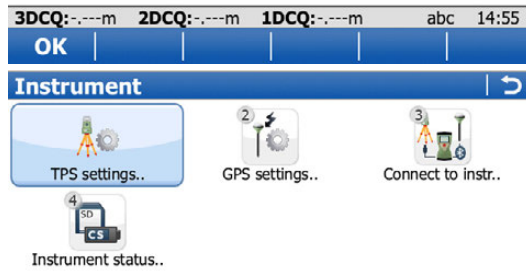 3DCQ:-.---m 2DCQ:-.---m 1DCQ:-.---m abc 14:55
OK
Instrument
2 3
TPS settings.. GPS settings.. Connect to instr..
4
SD
CS
Instrument status..